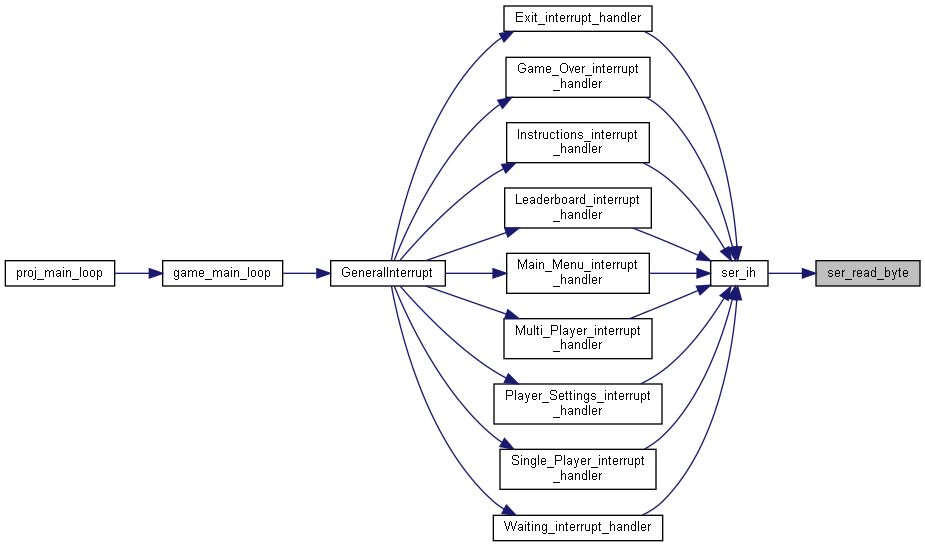 Exit_interrupt_handler
Game_Over_interrupt
_handler
Instructions_interrupt
_handler
Leaderboard_interrupt
_handler
proj_main_loop
game_main_loop
GeneralInterrupt
Main_Menu_interrupt
_handler
ser_ih
ser_read_byte
Multi_Player_interrupt
_handler
Player_Settings_interrupt
_handler
Single_Player_interrupt
_handler
Waiting_interrupt_handler